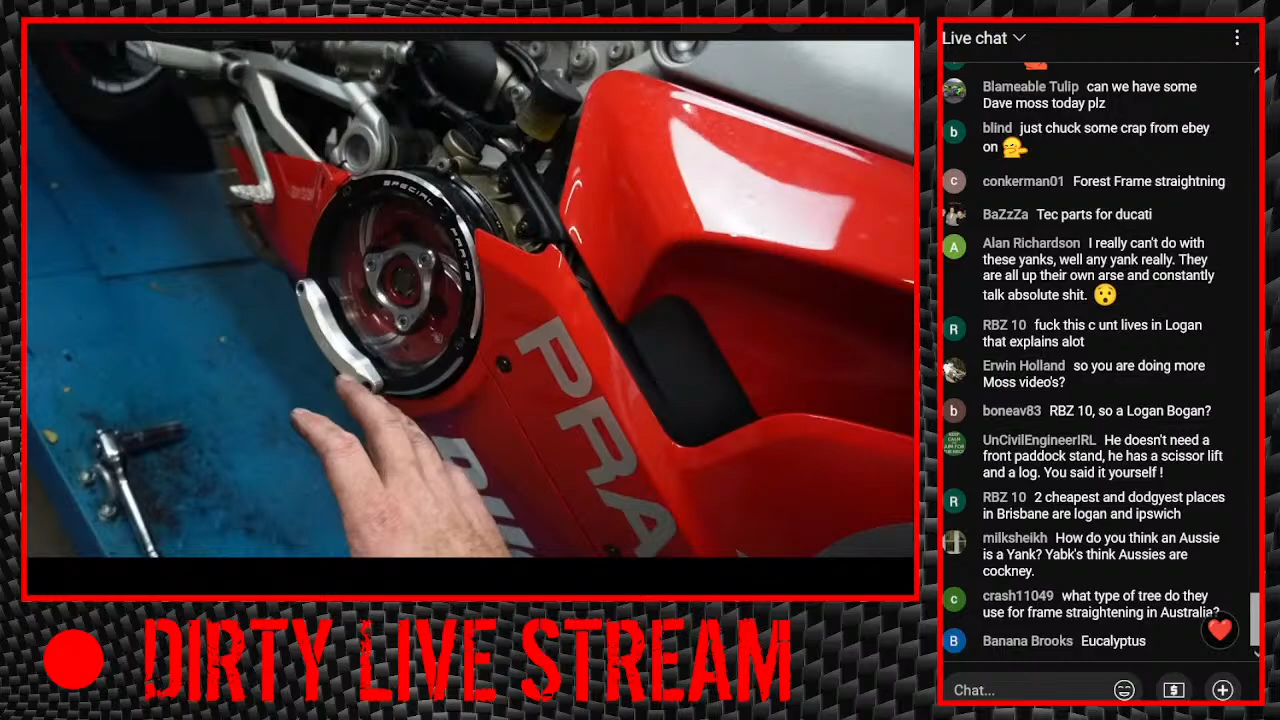 SPECIAL PARTS
PRA
DIRTY LIVE STREAM
Live chat
Blameable Tulip can we have some
Dave moss today plz
b
blind just chuck some crap from ebey
on
c
conkerman01 Forest Frame straightning
BaZzZa Tec parts for ducati
A
Alan Richardson I really can't do with
these yanks, well any yank really. They
are all up their own arse and constantly
talk absolute shit.
R
RBZ 10 fuck this c unt lives in Logan
that explains alot
Erwin Holland so you are doing more
Moss video's?
b
boneav83 RBZ 10, so a Logan Bogan?
UnCivilEngineerIRL He doesn't need a
front paddock stand, he has a scissor lift
and a log. You said it yourself !
R
RBZ 10 2 cheapest and dodgyest places
in Brisbane are logan and ipswich
milksheikh How do you think an Aussie
is a Yank? Yabk's think Aussies are
cockney.
c
crash11049 what type of tree do they
use for frame straightening in Australia?
B
Banana Brooks Eucalyptus
Chat...
$